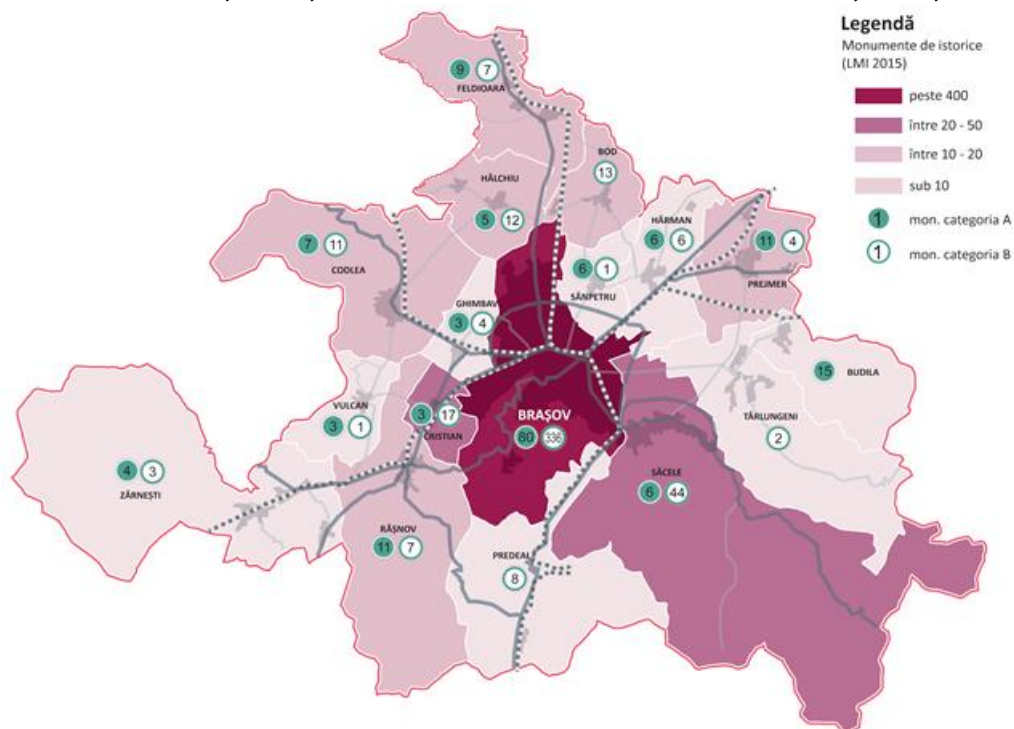 Legendă
Monumente de istorice
(LMI 2015)
peste 400
între 20 - 50
între 10 - 20
sub 10
1 mon. categoria A
1 mon. categoria B
9 7
FELDIOARA
BOD
13
HĂLCHIU
5 12
HĂRMAN
6 6
11 4
PREJMER
7 11
CODLEA
6 1
SÂNPETRU
GHIMBAV
3 4
15 BUDILA
VULCAN
3 1
3 17
CRISTIAN
BRAȘOV
80 336
TĂRLUNGENI
2
4 3
ZĂRNEȘTI
SĂCELE
6 44
RÂȘNOV
11 7
PREDEAL
8